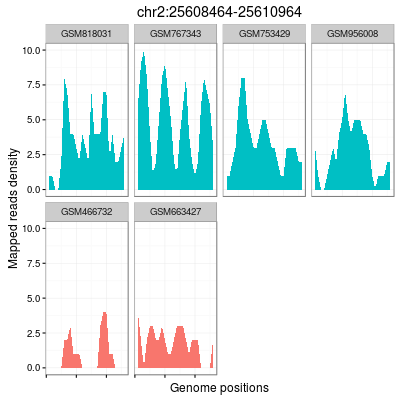 chr2:25608464-25610964
GSM818031 GSM767343 GSM753429 GSM956008
10.0
7.5
5.0
2.5
0.0
GSM466732 GSM663427
10.0
7.5
5.0
2.5
0.0
Mapped reads density
Genome positions